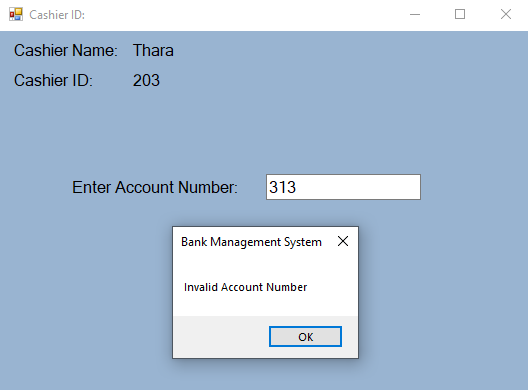 Cashier ID:
Cashier Name: Thara
Cashier ID: 203
Enter Account Number: 313
Bank Management System
Invalid Account Number
OK